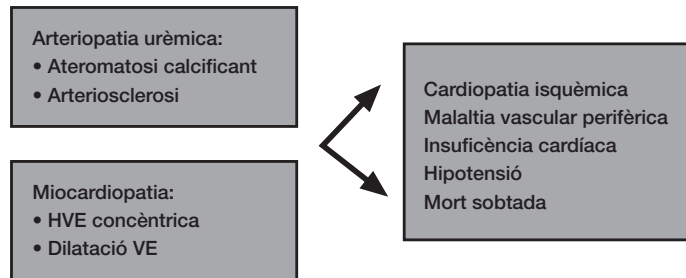 Arteriopatia urèmica:
• Ateromatosi calcificant
• Arteriosclerosi
Miocardiopatia:
• HVE concèntrica
• Dilatació VE
Cardiopatia isquèmica
Malaltia vascular perifèrica
Insuficència cardíaca
Hipotensió
Mort sobtada